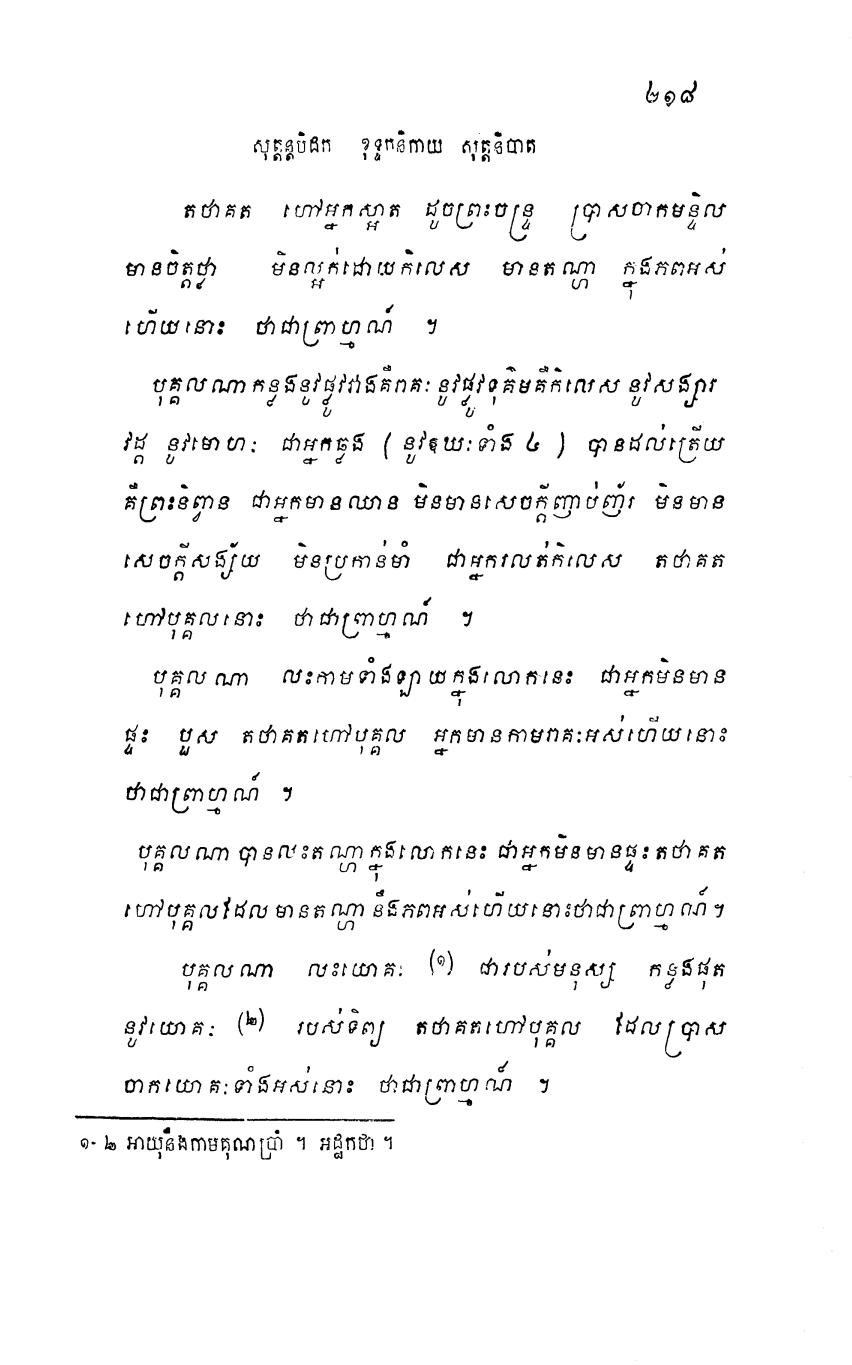 ២១៨
សុត្តន្តបិដក ខុទ្ទកនិកាយ សុត្តនិបាត
តថាគត ហៅអ្នកស្អាត ដូចព្រះចន្ទ្រ ប្រាសចាកមន្ទិល
មានចិត្តថ្លា មិនល្អក់ដោយកិលេស មានតណ្ហា ក្នុងភពអស់
ហើយនោះ ថាជាព្រាហ្មណ៍ ។
បុគ្គលណាកន្លងនូវផ្លូវវាងគឺរាគៈ នូវផ្លូវទុគ៌មគឺកិលេស នូវសង្សារ
វដ្ត នូវមោហៈ ជាអ្នកឆ្លង ( នូវឱឃៈទាំង ៤ ) បានដល់ត្រើយ
គឺព្រះនិព្វាន ជាអ្នកមានឈាន មិនមានសេចក្តីញាប់ញ័រ មិនមាន
សេចក្តីសង្ស័យ មិនប្រកាន់មាំ ជាអ្នករលត់កិលេស តថាគត
ហៅបុគ្គលនោះ ថាជាព្រាហ្មណ៍ ។
បុគ្គលណា លះកាមទាំងឡាយក្នុងលោកនេះ ជាអ្នកមិនមាន
ផ្ទះ បួស តថាគតហៅបុគ្គល អ្នកមានកាមរាគៈអស់ហើយនោះ
ថាជាព្រាហ្មណ៍ ។
បុគ្គលណា បានលះតណ្ហាក្នុងលោកនេះ ជាអ្នកមិនមានផ្ទះ តថាគត
ហៅបុគ្គលដែល មានតណ្ហា នឹងភពអស់ហើយនោះថាជាព្រាហ្មណ៍ ។
បុគ្គលណា លះយោគៈ (១) ជារបស់មនុស្ស កន្លងផុត
នូវយោគៈ (២) របស់ទិព្យ តថាគតហៅបុគ្គល ដែលប្រាស
ចាកយោគៈទាំងអស់នោះ ថាជាព្រាហ្មណ៍ ។
១- ២ អាយុនឹងកាមគុណប្រាំ ។ អដ្ឋកថា ។